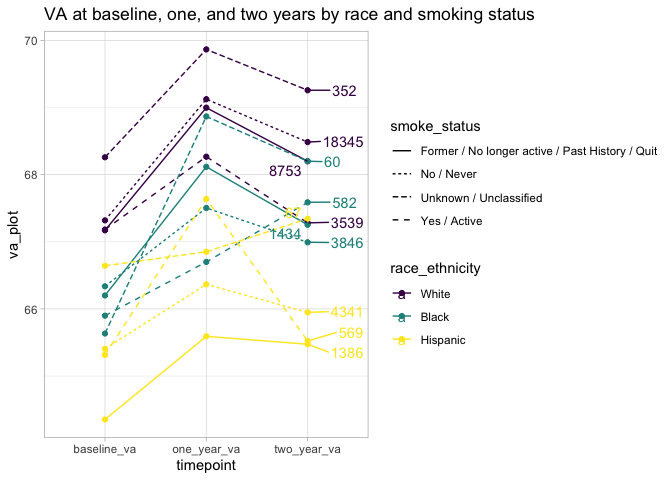 VA at baseline, one, and two years by race and smoking status
va_plot
70
68
66
352
18345
60
8753
582
67
3539
1434
3846
4341
569
1386
baseline_va
one_year_va
two_year_va
timepoint
smoke_status
Former / No longer active / Past History / Quit
No / Never
Unknown / Unclassified
Yes / Active
race_ethnicity
a White
a Black
a Hispanic